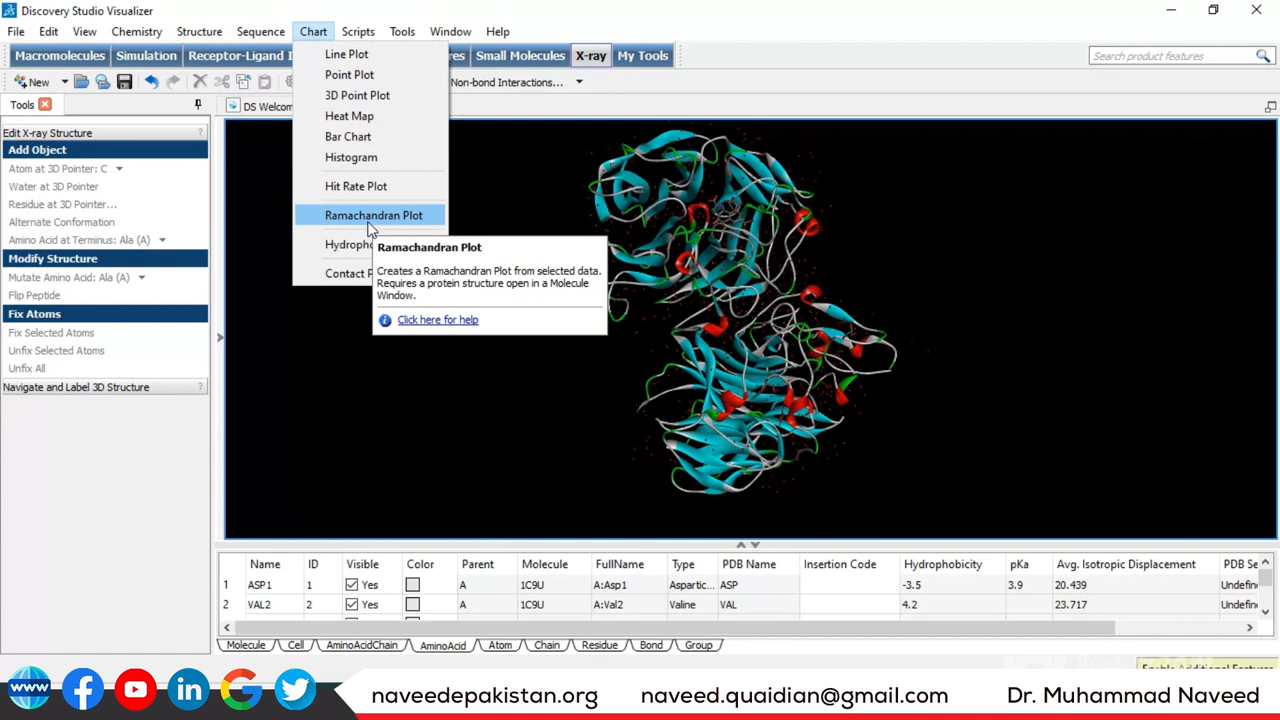 Discovery Studio Visualizer
File Edit View Chemistry Structure Sequence Chart Scripts Tools Window Help
Macromolecules Simulation Receptor-Ligand I res Small Molecules X-ray My Tools Search product features
New Non-bond Interactions...
Tools DS Welcom
Line Plot
Point Plot
3D Point Plot
Heat Map
Bar Chart
Histogram
Hit Rate Plot
Ramachandran Plot
Hydropho
Contact P
Ramachandran Plot
Creates a Ramachandran Plot from selected data.
Requires a protein structure open in a Molecule
Window.
Click here for help
Edit X-ray Structure ?
Add Object
Atom at 3D Pointer: C
Water at 3D Pointer
Residue at 3D Pointer...
Alternate Conformation
Amino Acid at Terminus: Ala (A)
Modify Structure
Mutate Amino Acid: Ala (A)
Flip Peptide
Fix Atoms
Fix Selected Atoms
Unfix Selected Atoms
Unfix All
Navigate and Label 3D Structure ?
Name ID Visible Color Parent Molecule FullName Type PDB Name Insertion Code Hydrophobicity pKa Avg. Isotropic Displacement PDB Se
1 ASP1 1 Yes A 1C9U A:Asp1 Aspartic... ASP -3.5 3.9 20.439 Undefin
2 VAL2 2 Yes A 1C9U A:Val2 Valine VAL 4.2 23.717 Undefin
Molecule Cell AminoAcidChain AminoAcid Atom Chain Residue Bond Group
Enable Additional Features
www naveedepakistan.org naveed.quaidian@gmail.com Dr. Muhammad Naveed